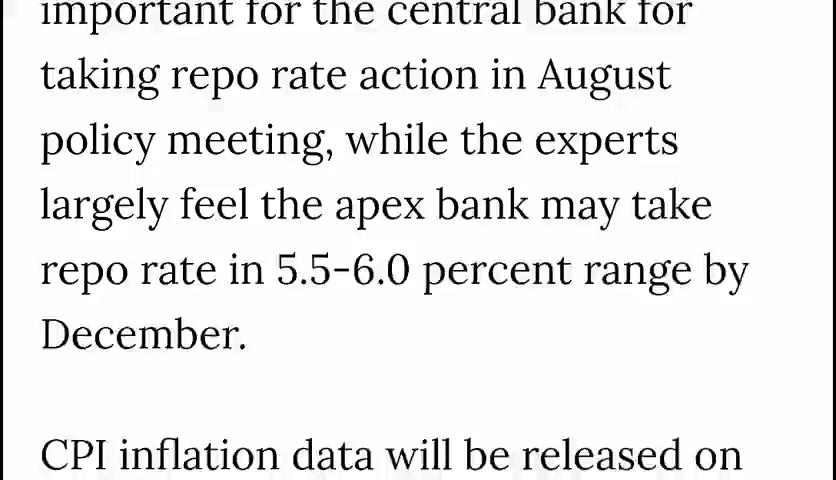 important for the central bank for
taking repo rate action in August
policy meeting, while the experts
largely feel the apex bank may take
repo rate in 5.5-6.0 percent range by
December.
CPI inflation data will be released on